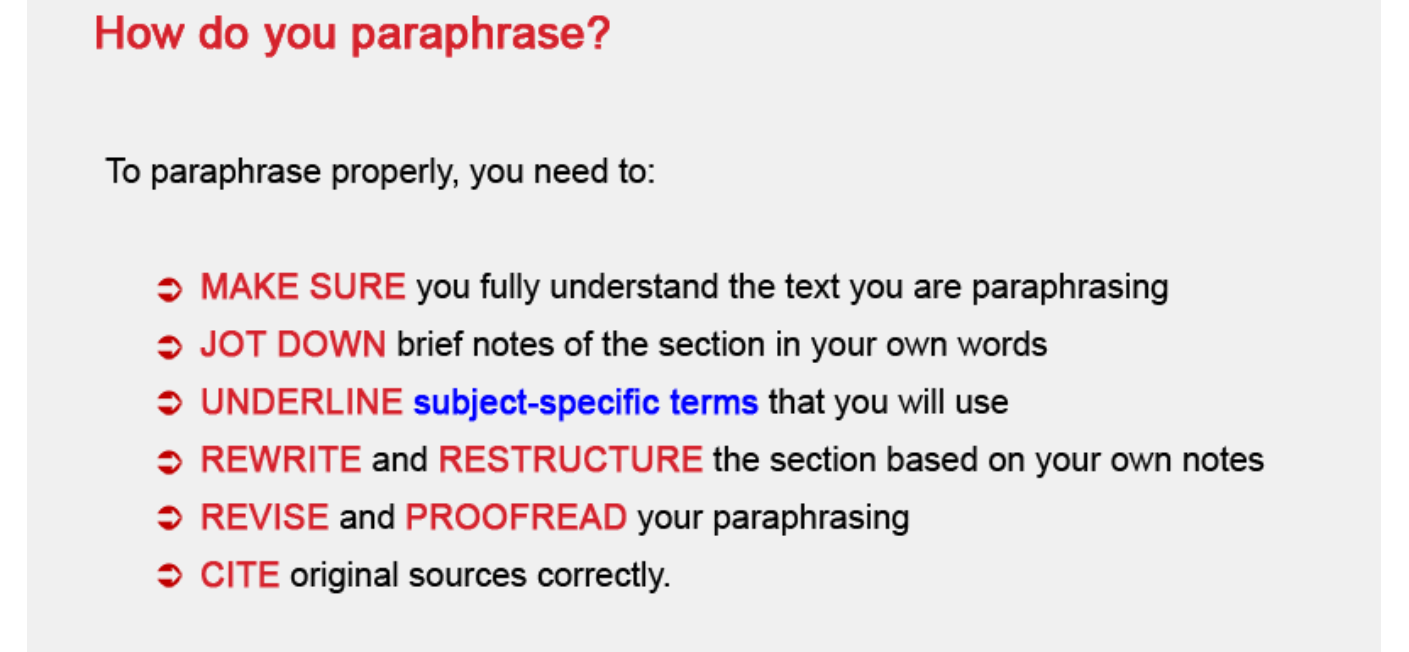 How do you paraphrase?
To paraphrase properly, you need to:
➲ MAKE SURE you fully understand the text you are paraphrasing
➲ JOT DOWN brief notes of the section in your own words
➲ UNDERLINE subject-specific terms that you will use
➲ REWRITE and RESTRUCTURE the section based on your own notes
➲ REVISE and PROOFREAD your paraphrasing
➲ CITE original sources correctly.